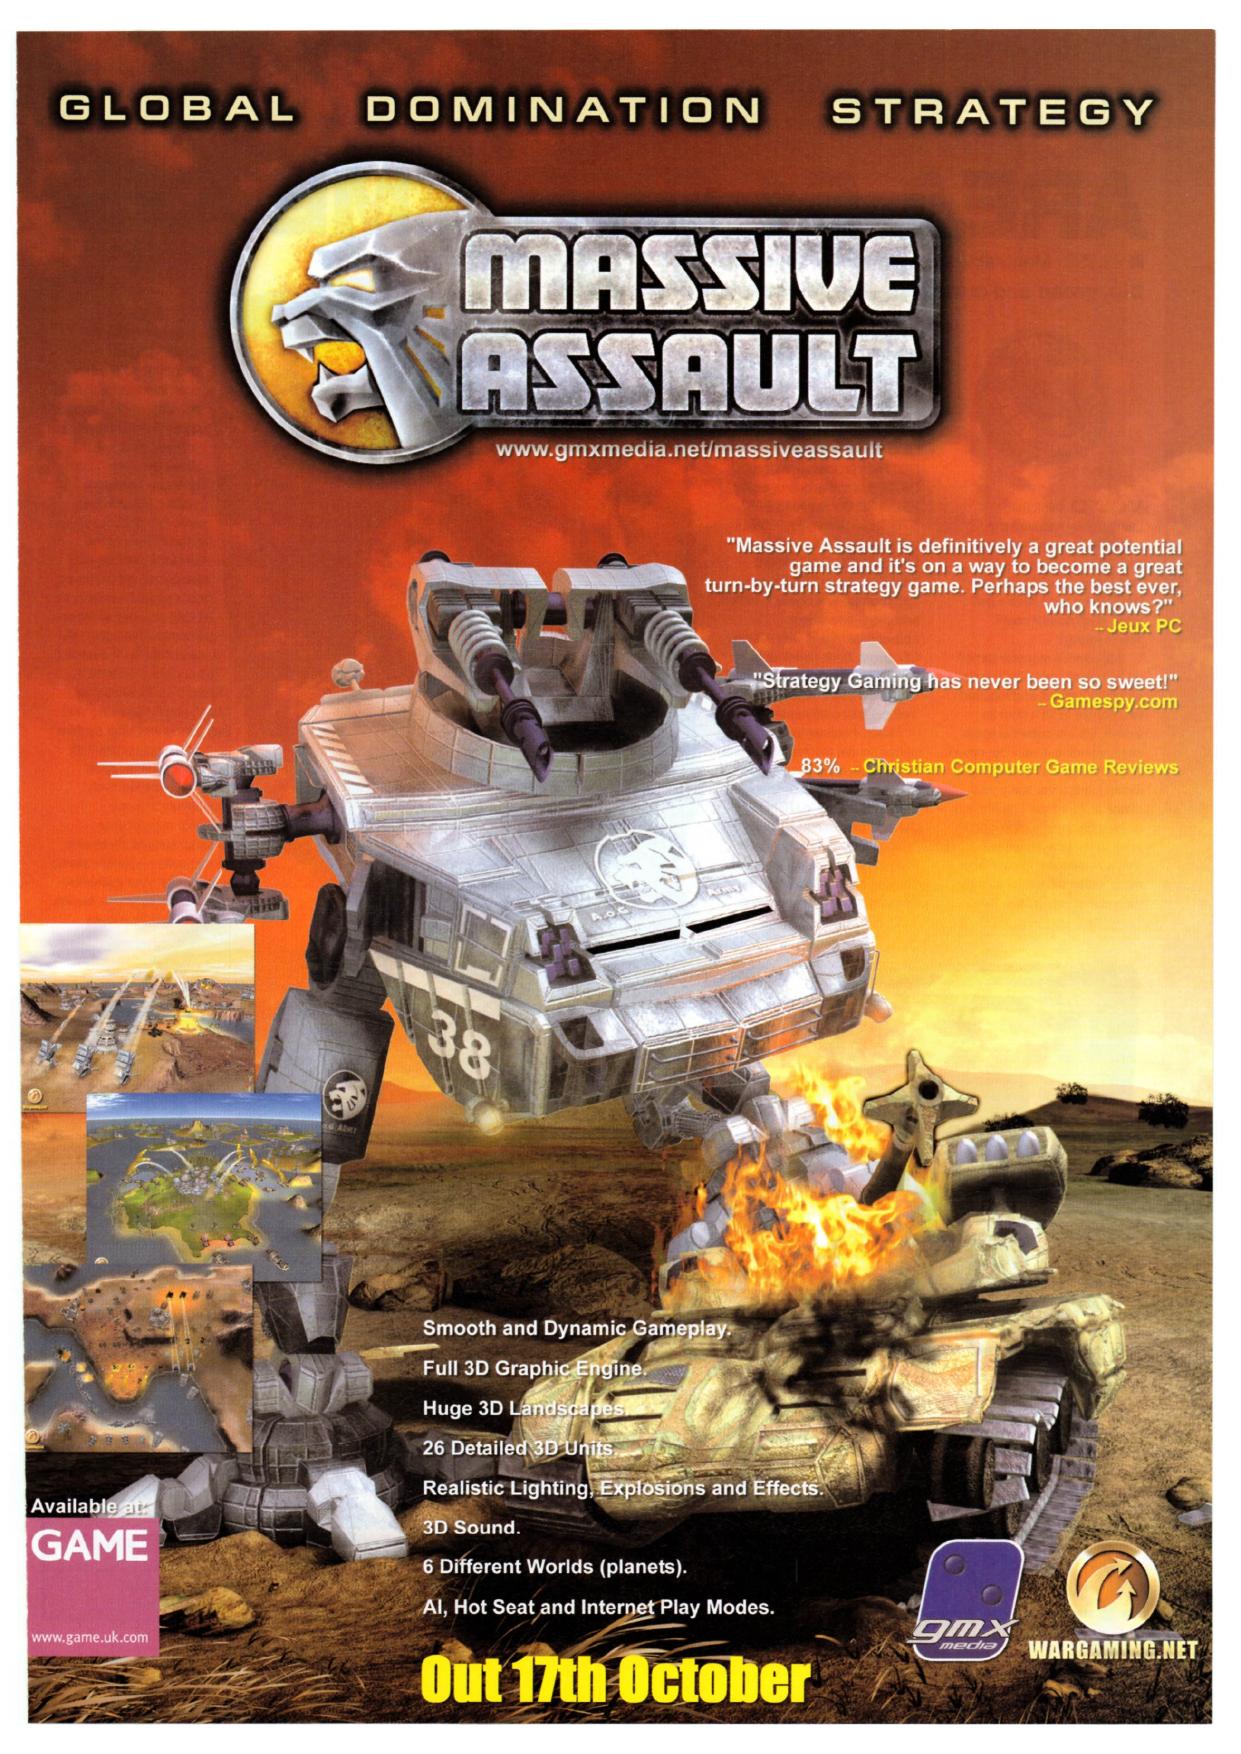 GLOBAL DOMINATION STRATEGY
MASSIVE
ASSAULT
www.gmxmedia.net/massiveassault
"Massive Assault is definitively a great potential
game and it's on a way to become a great
turn-by-turn strategy game. Perhaps the best ever,
who knows?"
-- Jeux PC
"Strategy Gaming has never been so sweet!"
-- Gamespy.com
83% -- Christian Computer Game Reviews
A.o.G Army
38
Smooth and Dynamic Gameplay.
Full 3D Graphic Engine.
Huge 3D Landscapes.
26 Detailed 3D Units.
Realistic Lighting, Explosions and Effects.
3D Sound.
6 Different Worlds (planets).
AI, Hot Seat and Internet Play Modes.
Available at:
GAME
www.game.uk.com
gmx
media
WARGAMING.NET
Out 17th October